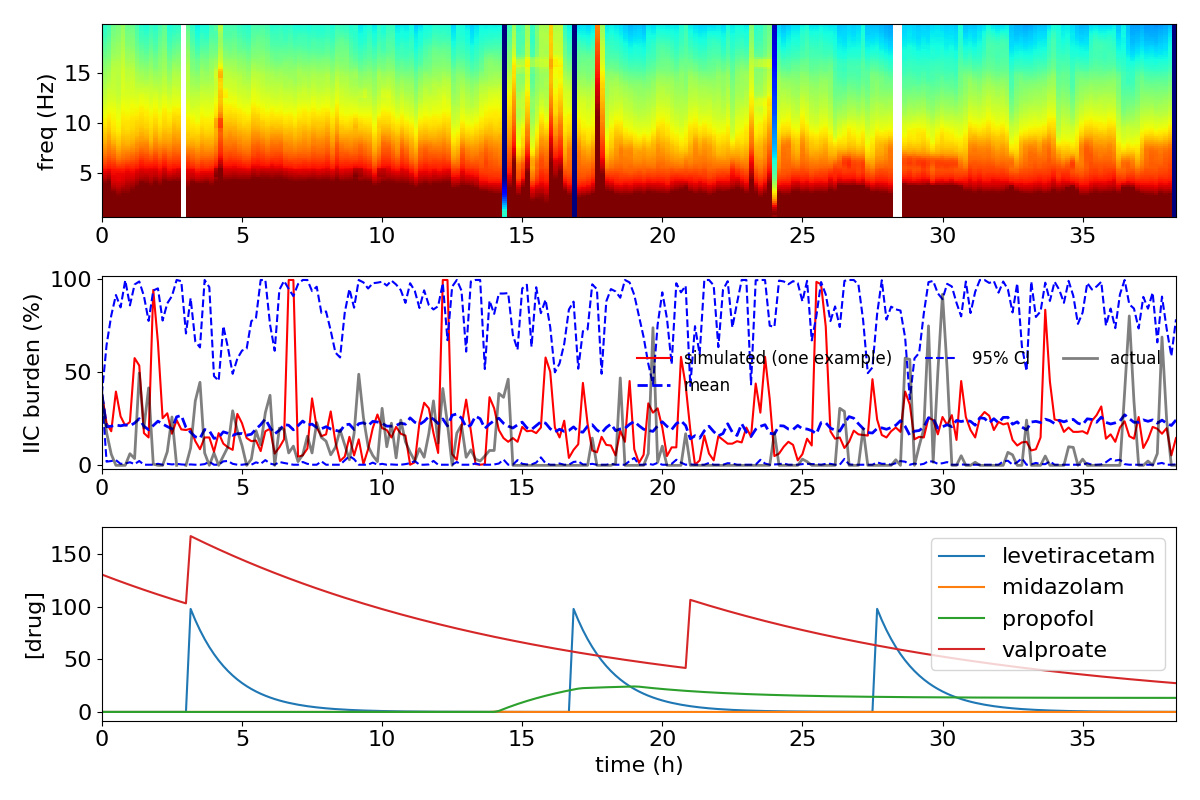 freq (Hz)
15
10
5
0 5 10 15 20 25 30 35
IIC burden (%)
100
50
0
simulated (one example) 95% CI actual
mean
0 5 10 15 20 25 30 35
[drug]
150
100
50
0
levetiracetam
midazolam
propofol
valproate
0 5 10 15 20 25 30 35
time (h)